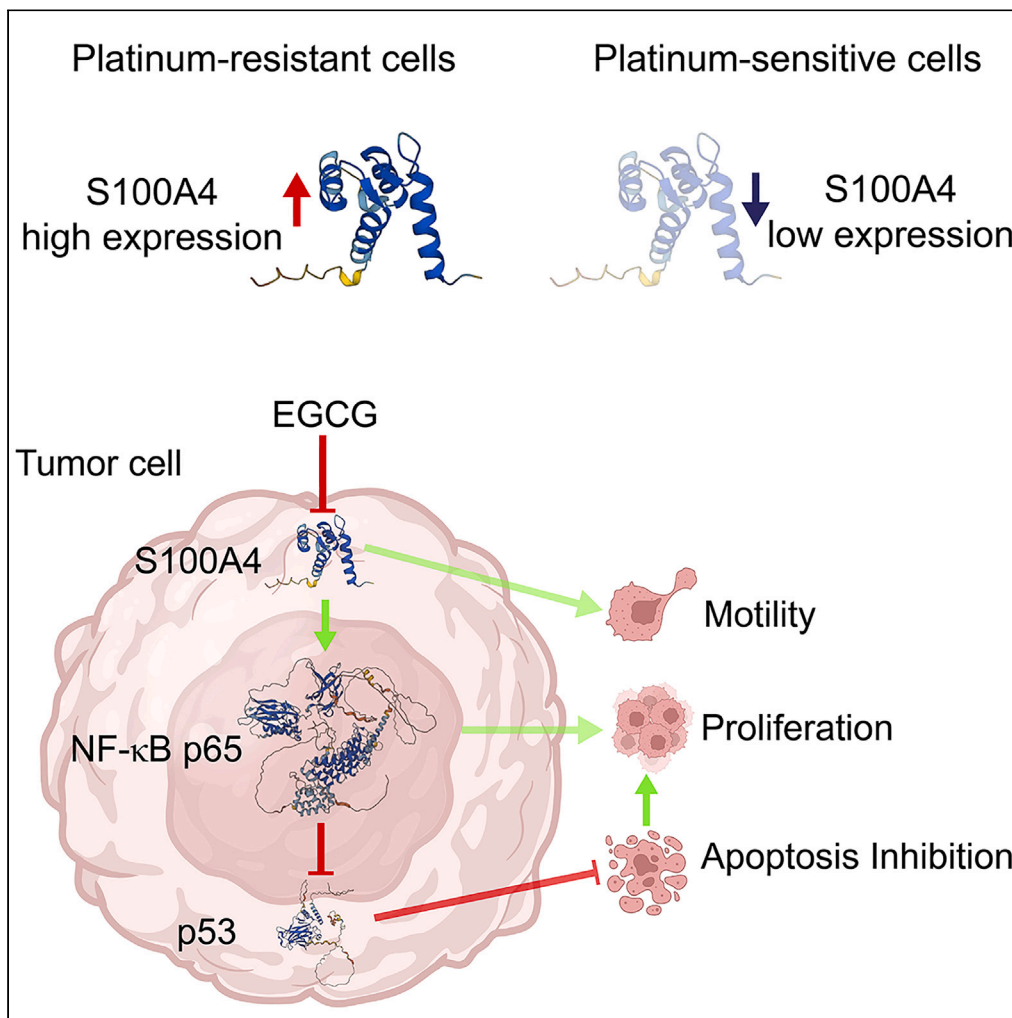 Platinum-resistant cells
Platinum-sensitive cells
S100A4
high expression
S100A4
low expression
EGCG
Tumor cell
S100A4
Motility
NF-κB p65
Proliferation
Apoptosis Inhibition
p53